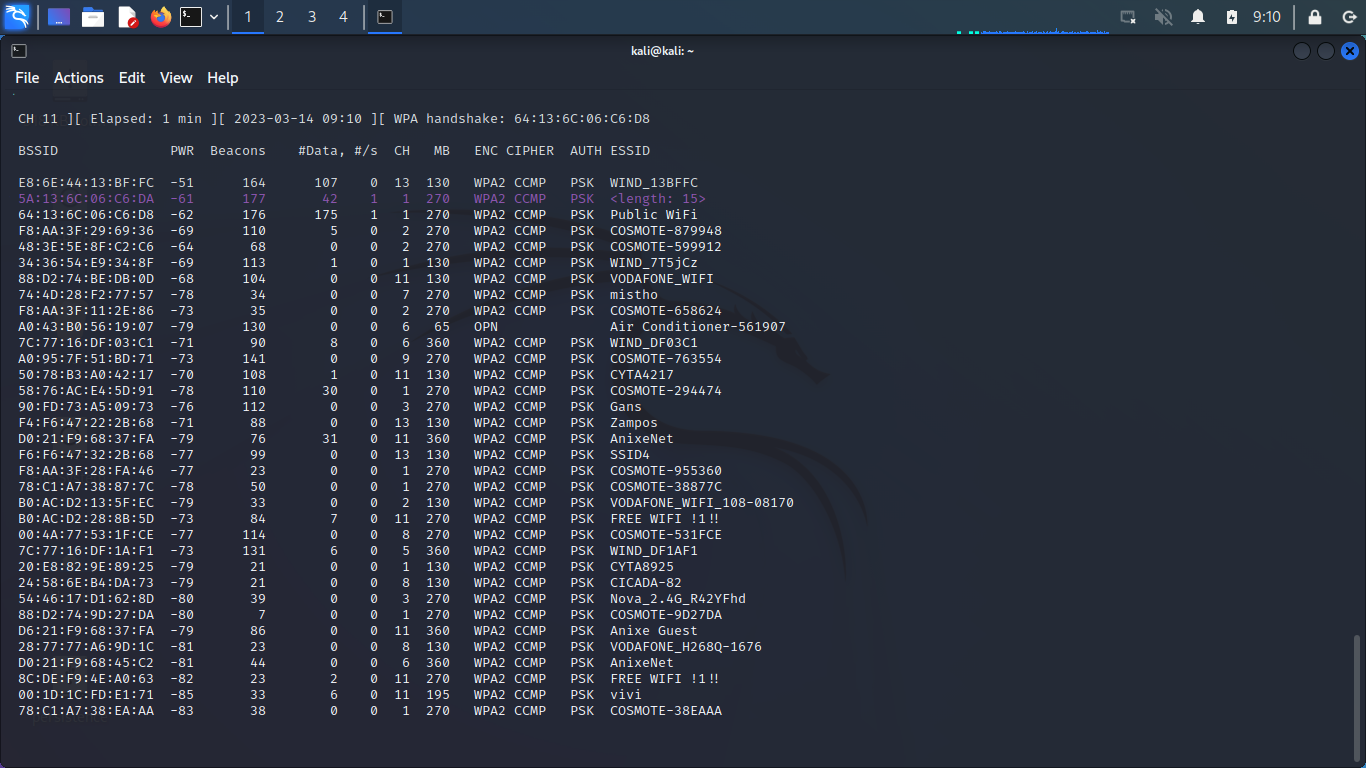 1 2 3 4 9:10
kali@kali: ~
File Actions Edit View Help
CH 11 ][ Elapsed: 1 min ][ 2023-03-14 09:10 ][ WPA handshake: 64:13:6C:06:C6:D8
BSSID PWR Beacons #Data, #/s CH MB ENC CIPHER AUTH ESSID
E8:6E:44:13:BF:FC -51 164 107 0 13 130 WPA2 CCMP PSK WIND_13BFFC
5A:13:6C:06:C6:DA -61 177 42 1 1 270 WPA2 CCMP PSK <length: 15>
64:13:6C:06:C6:D8 -62 176 175 1 1 270 WPA2 CCMP PSK Public WiFi
F8:AA:3F:29:69:36 -69 110 5 0 2 270 WPA2 CCMP PSK COSMOTE-879948
48:3E:5E:8F:C2:C6 -64 68 0 0 2 270 WPA2 CCMP PSK COSMOTE-599912
34:36:54:E9:34:8F -69 113 1 0 1 130 WPA2 CCMP PSK WIND_7T5jCz
88:D2:74:BE:DB:0D -68 104 0 0 11 130 WPA2 CCMP PSK VODAFONE_WIFI
74:4D:28:F2:77:57 -78 34 0 0 7 270 WPA2 CCMP PSK mistho
F8:AA:3F:11:2E:86 -73 35 0 0 2 270 WPA2 CCMP PSK COSMOTE-658624
A0:43:B0:56:19:07 -79 130 0 0 6 65 OPN Air Conditioner-561907
7C:77:16:DF:03:C1 -71 90 8 0 6 360 WPA2 CCMP PSK WIND_DF03C1
A0:95:7F:51:BD:71 -73 141 0 0 9 270 WPA2 CCMP PSK COSMOTE-763554
50:78:B3:A0:42:17 -70 108 1 0 11 130 WPA2 CCMP PSK CYTA4217
58:76:AC:E4:5D:91 -78 110 30 0 1 270 WPA2 CCMP PSK COSMOTE-294474
90:FD:73:A5:09:73 -76 112 0 0 3 270 WPA2 CCMP PSK Gans
F4:F6:47:22:2B:68 -71 88 0 0 13 130 WPA2 CCMP PSK Zampos
D0:21:F9:68:37:FA -79 76 31 0 11 360 WPA2 CCMP PSK AnixeNet
F6:F6:47:32:2B:68 -77 99 0 0 13 130 WPA2 CCMP PSK SSID4
F8:AA:3F:28:FA:46 -77 23 0 0 1 270 WPA2 CCMP PSK COSMOTE-955360
78:C1:A7:38:87:7C -78 50 0 0 1 270 WPA2 CCMP PSK COSMOTE-38877C
B0:AC:D2:13:5F:EC -79 33 0 0 2 130 WPA2 CCMP PSK VODAFONE_WIFI_108-08170
B0:AC:D2:28:8B:5D -73 84 7 0 11 270 WPA2 CCMP PSK FREE WIFI !1!!
00:4A:77:53:1F:CE -77 114 0 0 8 270 WPA2 CCMP PSK COSMOTE-531FCE
7C:77:16:DF:1A:F1 -73 131 6 0 5 360 WPA2 CCMP PSK WIND_DF1AF1
20:E8:82:9E:89:25 -79 21 0 0 1 130 WPA2 CCMP PSK CYTA8925
24:58:6E:B4:DA:73 -79 21 0 0 8 130 WPA2 CCMP PSK CICADA-82
54:46:17:D1:62:8D -80 39 0 0 3 270 WPA2 CCMP PSK Nova_2.4G_R42YFhd
88:D2:74:9D:27:DA -80 7 0 0 1 270 WPA2 CCMP PSK COSMOTE-9D27DA
D6:21:F9:68:37:FA -79 86 0 0 11 360 WPA2 CCMP PSK Anixe Guest
28:77:77:A6:9D:1C -81 23 0 0 8 130 WPA2 CCMP PSK VODAFONE_H268Q-1676
D0:21:F9:68:45:C2 -81 44 0 0 6 360 WPA2 CCMP PSK AnixeNet
8C:DE:F9:4E:A0:63 -82 23 2 0 11 270 WPA2 CCMP PSK FREE WIFI !1!!
00:1D:1C:FD:E1:71 -85 33 6 0 11 195 WPA2 CCMP PSK vivi
78:C1:A7:38:EA:AA -83 38 0 0 1 270 WPA2 CCMP PSK COSMOTE-38EAAA